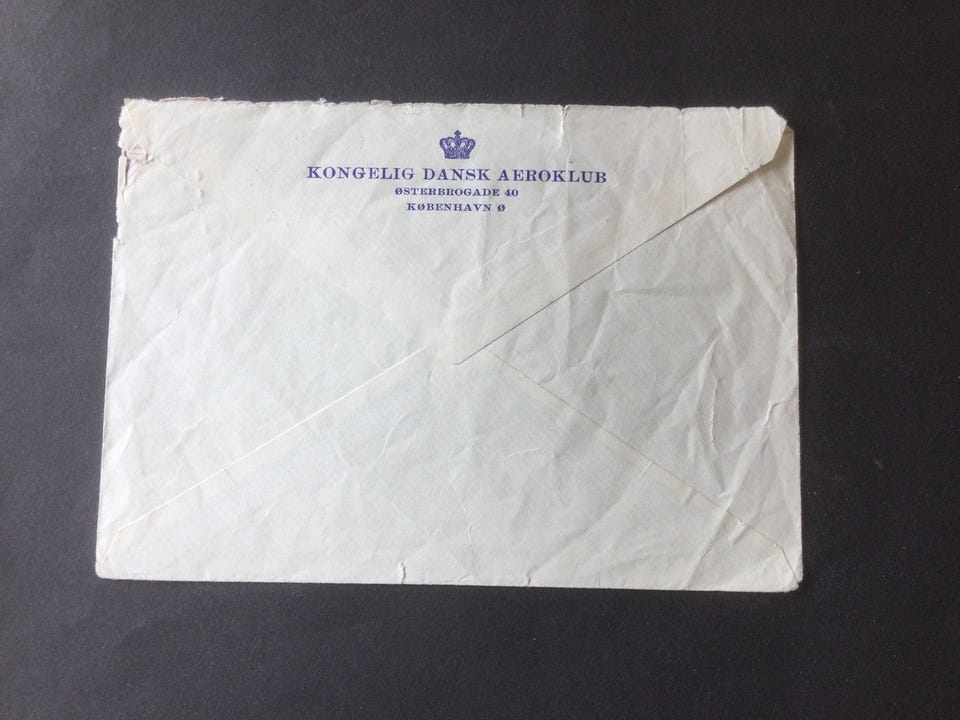 KONGELIG DANSK AEROKLUB
ØSTERBROGADE 40
KØBENHAVN Ø